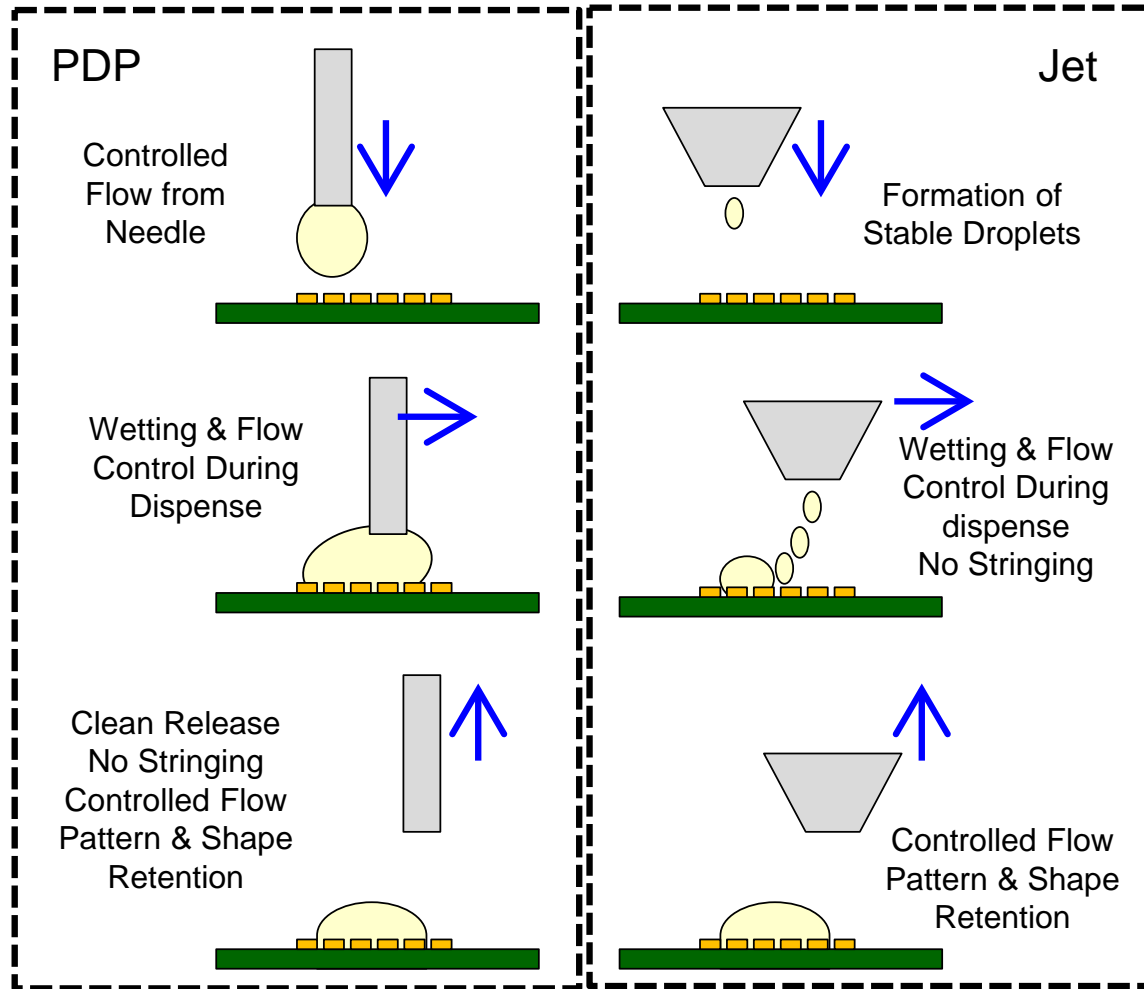 PDP
Controlled
Flow from
Needle
Wetting & Flow
Control During
Dispense
Clean Release
No Stringing
Controlled Flow
Pattern & Shape
Retention
Jet
Formation of
Stable Droplets
Wetting & Flow
Control During
dispense
No Stringing
Controlled Flow
Pattern & Shape
Retention